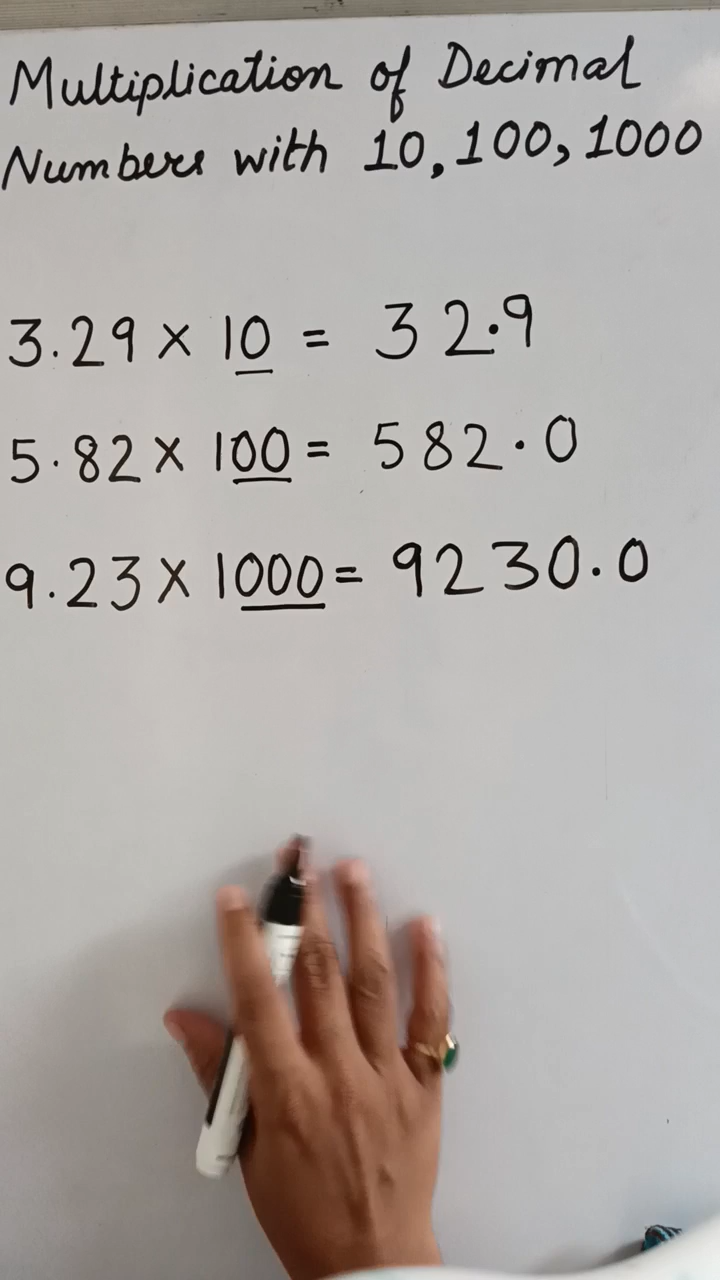 Multiplication of Decimal
Numbers with 10, 100, 1000
3.29 × 10 = 32.9
5.82 × 100 = 582.0
9.23 × 1000 = 9230.0